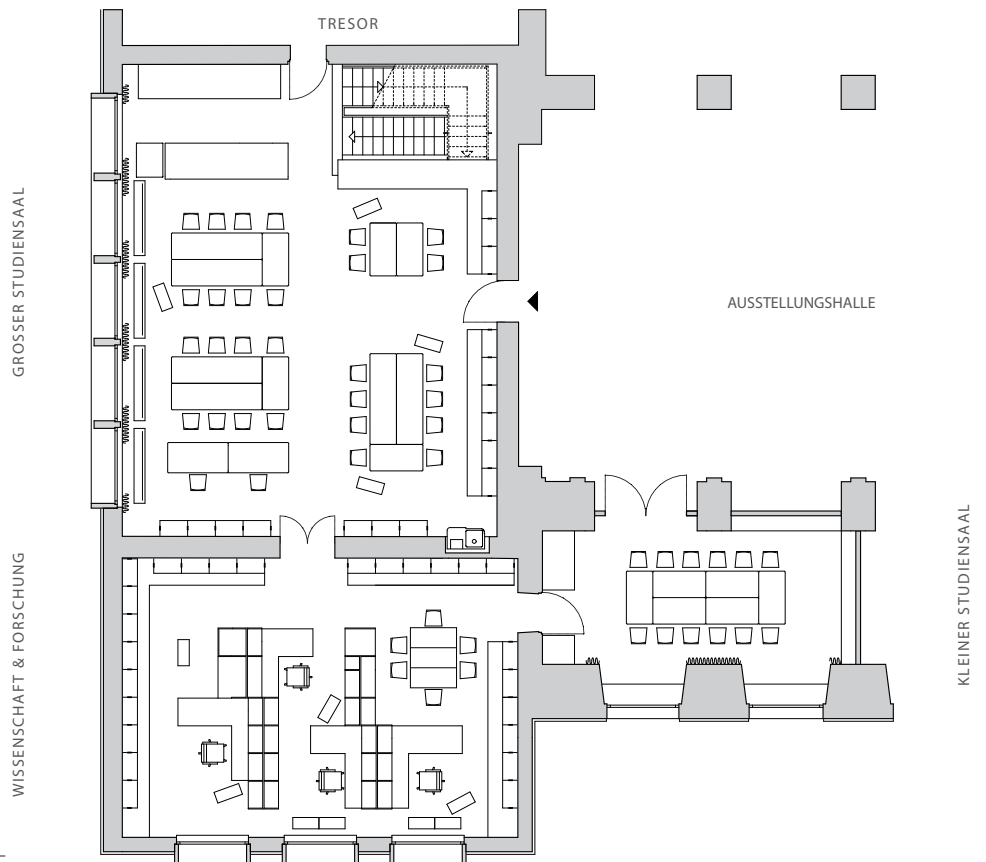 TRESOR
GROSSER STUDIENSAAL
AUSSTELLUNGSHALLE
WISSENSCHAFT & FORSCHUNG
KLEINER STUDIENSAAL